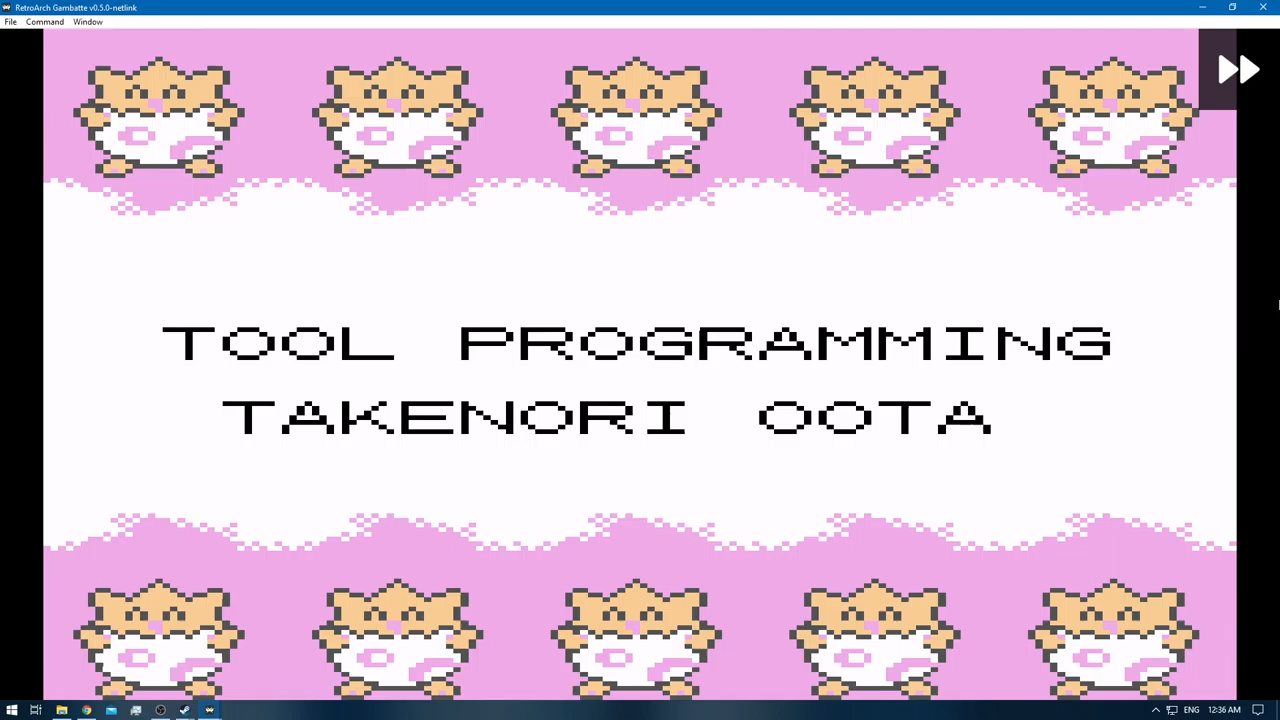 RetroArch Gambatte v0.5.0-netlink
File Command Window
TOOL PROGRAMMING
TAKENORI OOTA
ENG 12:36 AM